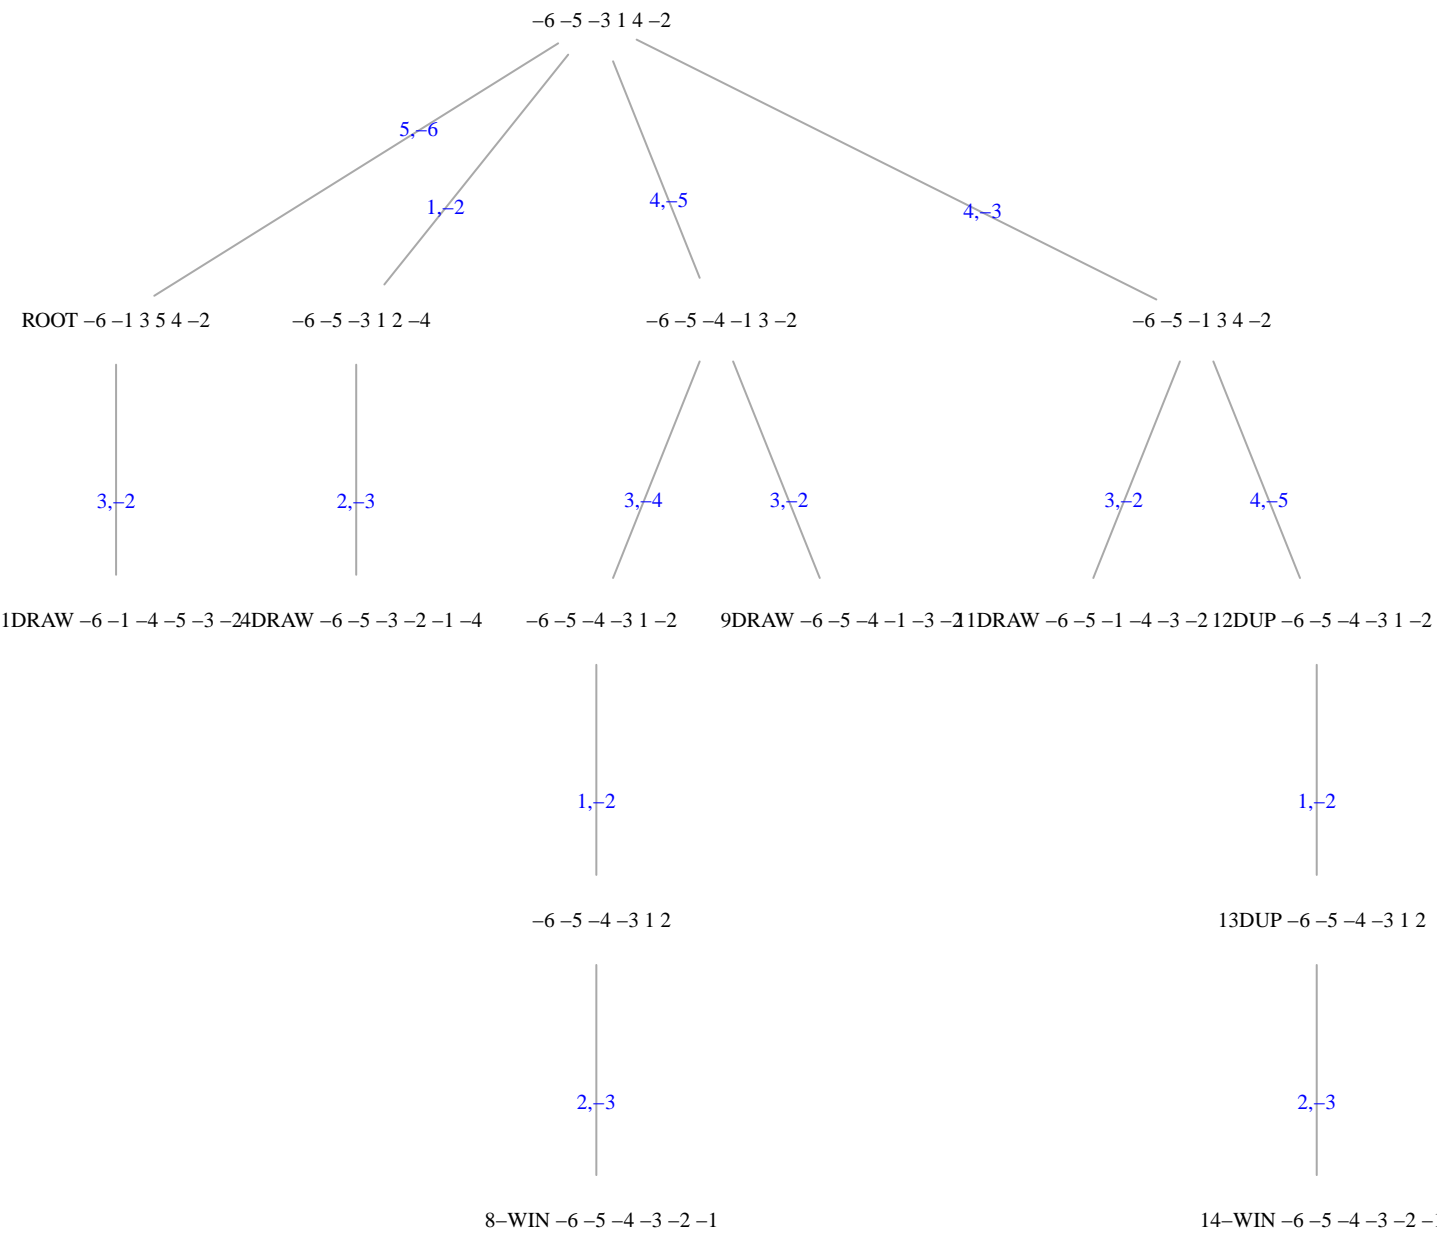 –6 –5 –3 1 4 –2
5,–6
1,–2
4,–5
4,–3
ROOT –6 –1 3 5 4 –2
–6 –5 –3 1 2 –4
–6 –5 –4 –1 3 –2
–6 –5 –1 3 4 –2
3,–2
2,–3
3,–4
3,–2
3,–2
4,–5
1DRAW –6 –1 –4 –5 –3 –2
4DRAW –6 –5 –3 –2 –1 –4
–6 –5 –4 –3 1 –2
9DRAW –6 –5 –4 –1 –3 –2
11DRAW –6 –5 –1 –4 –3 –2
12DUP –6 –5 –4 –3 1 –2
1,–2
1,–2
–6 –5 –4 –3 1 2
13DUP –6 –5 –4 –3 1 2
2,–3
2,–3
8–WIN –6 –5 –4 –3 –2 –1
14–WIN –6 –5 –4 –3 –2 –1